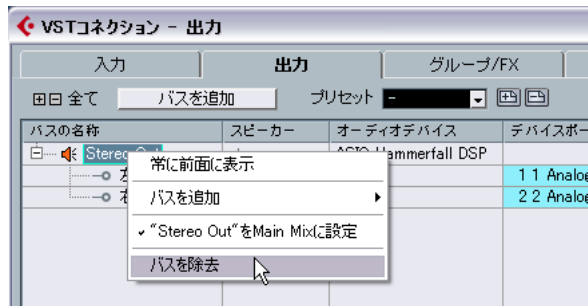 VSTコネクション - 出力
入力 出力 グループ/FX
全て バスを追加 プリセット -
バスの名称 スピーカー オーディオデバイス デバイスポー
Stereo ASIO Hammerfall DSP
常に前面に表示
1 1 Analog
バスを追加
2 2 Analog
"Stereo Out"をMain Mixに設定
バスを除去